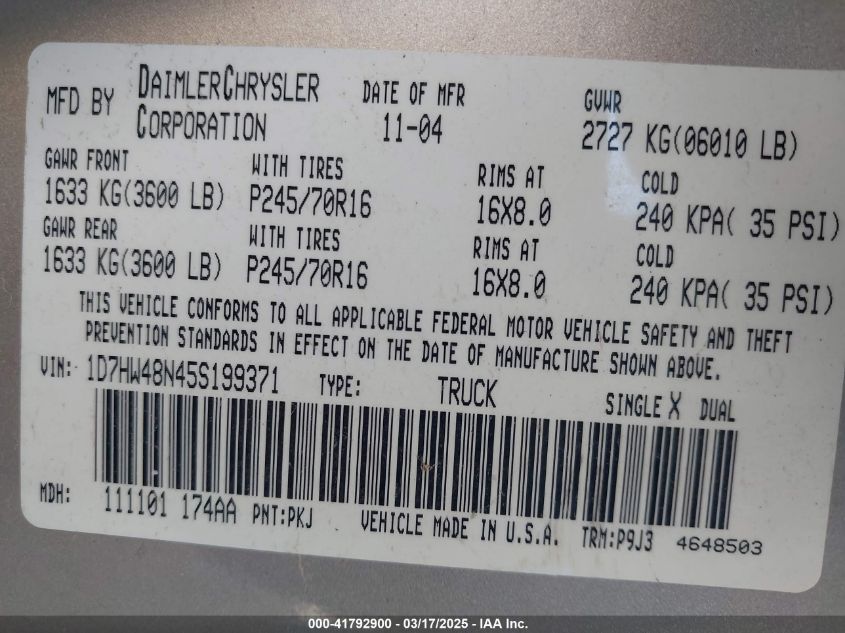 MFD BY DAIMLERCHRYSLER CORPORATION DATE OF MFR 11-04 GVWR 2727 KG(06010 LB)
GAWR FRONT WITH TIRES RIMS AT COLD
1633 KG(3600 LB) P245/70R16 16X8.0 240 KPA( 35 PSI)
GAWR REAR WITH TIRES RIMS AT COLD
1633 KG(3600 LB) P245/70R16 16X8.0 240 KPA( 35 PSI)
THIS VEHICLE CONFORMS TO ALL APPLICABLE FEDERAL MOTOR VEHICLE SAFETY AND THEFT
PREVENTION STANDARDS IN EFFECT ON THE DATE OF MANUFACTURE SHOWN ABOVE.
VIN: 1D7HW48N45S199371 TYPE: TRUCK SINGLE X DUAL
MDH: 111101 174AA PNT:PKJ VEHICLE MADE IN U.S.A. TRM:P9J3 4648503
000-41792900 - 03/17/2025 - IAA Inc.